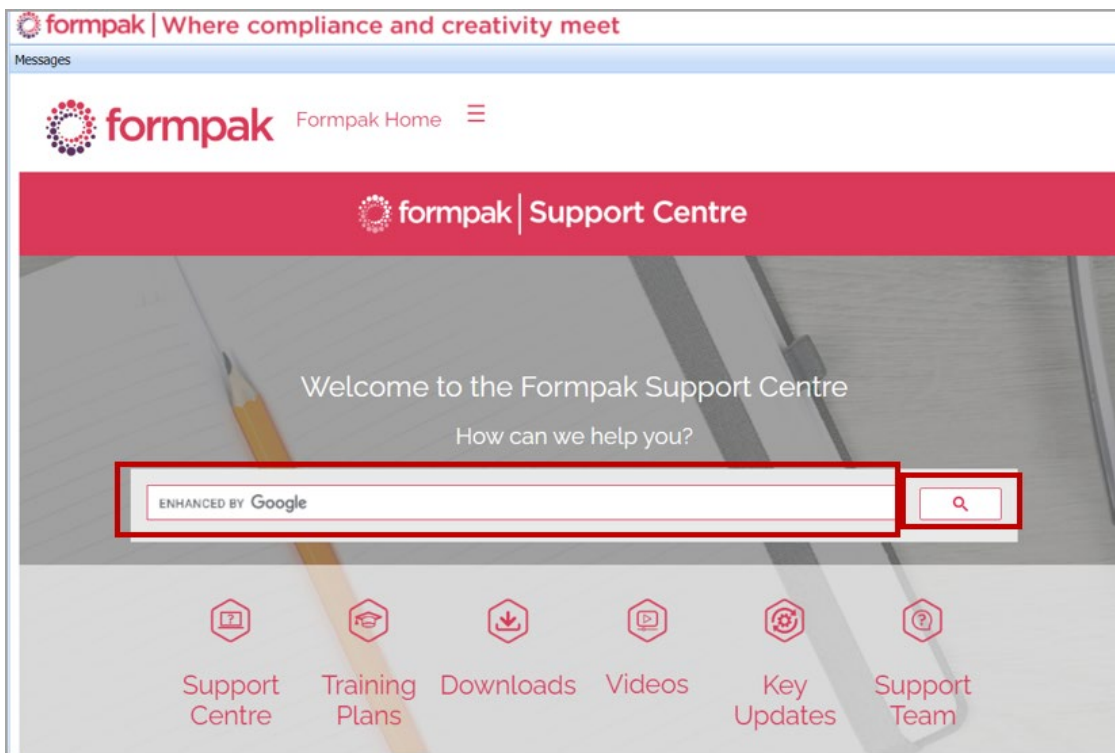 formpak | Where compliance and creativity meet
Messages
formpak Formpak Home
formpak | Support Centre
Welcome to the Formpak Support Centre
How can we help you?
ENHANCED BY Google
Support Centre
Training Plans
Downloads
Videos
Key Updates
Support Team